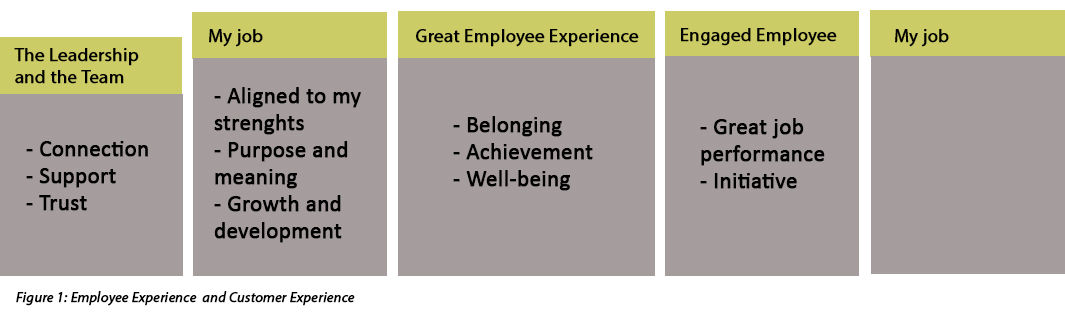 The Leadership
and the Team
- Connection
- Support
- Trust
My job
- Aligned to my
strenghts
- Purpose and
meaning
- Growth and
development
Great Employee Experience
- Belonging
- Achievement
- Well-being
Engaged Employee
- Great job
performance
- Initiative
My job
Figure 1: Employee Experience and Customer Experience